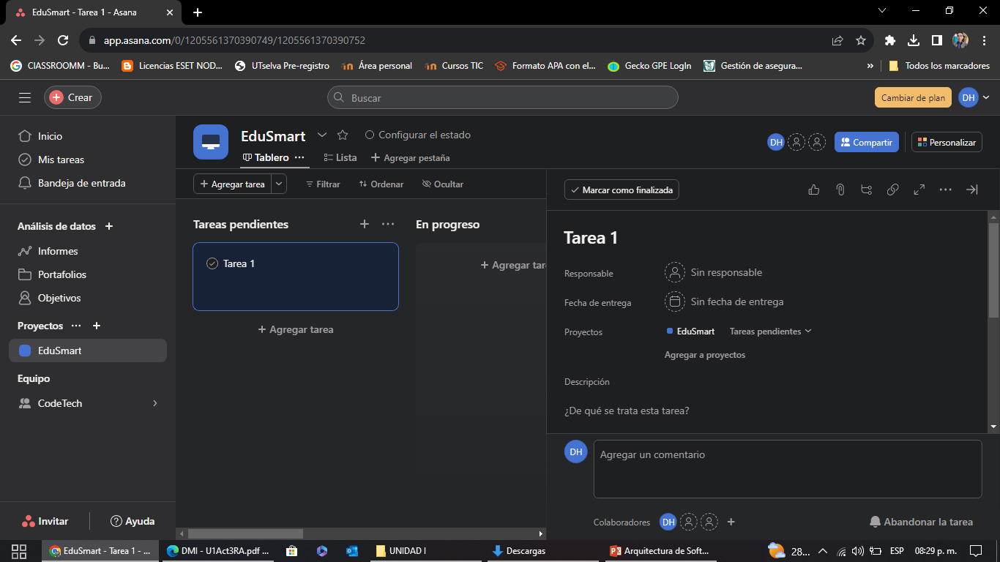 EduSmart - Tarea 1 - Asana
app.asana.com/0/1205561370390749/1205561370390752
ClASSROOMM - Bu...
Licencias ESET NOD...
UTselva Pre-registro
Área personal
Cursos TIC
Formato APA con el...
Gecko GPE LogIn
Gestión de asegura...
»
Todos los marcadores
Crear
Buscar
Cambiar de plan
DH
Inicio
Mis tareas
Bandeja de entrada
Análisis de datos +
Informes
Portafolios
Objetivos
Proyectos ... +
EduSmart
Equipo
CodeTech
Invitar
Ayuda
EduSmart
Configurar el estado
Tablero ...
Lista
+ Agregar pestaña
DH
Compartir
Personalizar
+ Agregar tarea
Filtrar
Ordenar
Ocultar
Tareas pendientes + ...
Tarea 1
+ Agregar tarea
En progreso
+ Agregar tare
Marcar como finalizada
Tarea 1
Responsable Sin responsable
Fecha de entrega Sin fecha de entrega
Proyectos EduSmart Tareas pendientes
Agregar a proyectos
Descripción
¿De qué se trata esta tarea?
DH Agregar un comentario
Colaboradores DH +
Abandonar la tarea
EduSmart - Tarea 1 - ...
DMI - U1Act3RA.pdf ...
UNIDAD I
Descargas
Arquitectura de Soft...
28...
ESP
08:29 p. m.